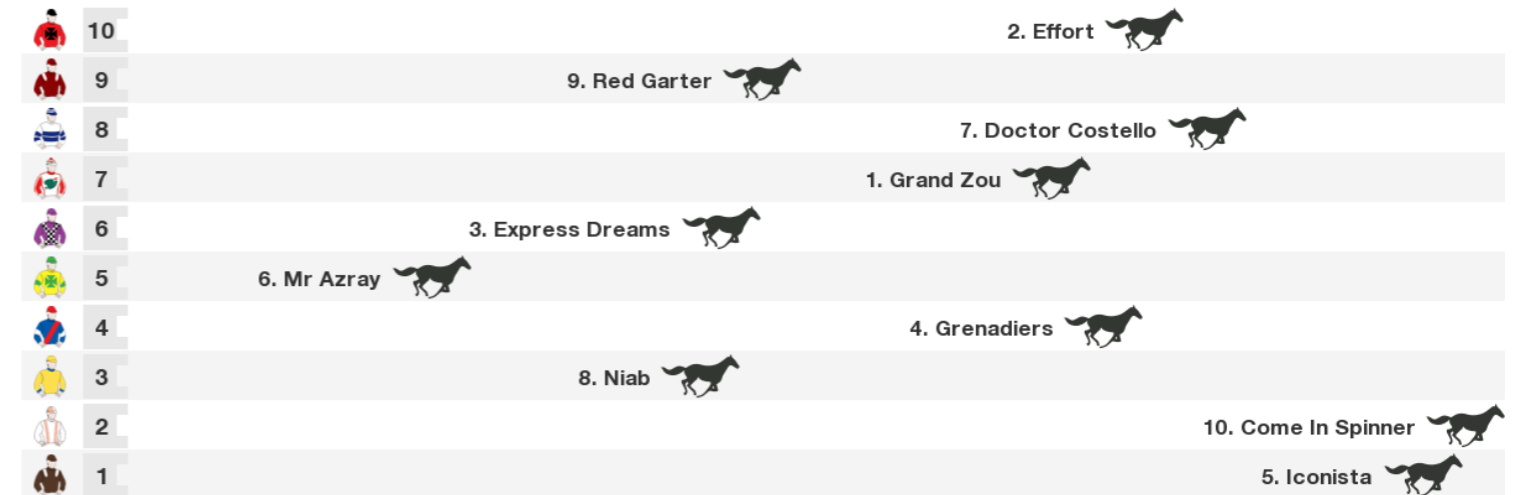 10 2. Effort
9 9. Red Garter
8 7. Doctor Costello
7 1. Grand Zou
6 3. Express Dreams
5 6. Mr Azray
4 4. Grenadiers
3 8. Niab
2 10. Come In Spinner
1 5. Iconista